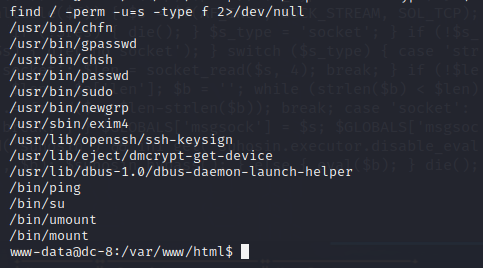 find / -perm -u=s -type f 2>/dev/null
/usr/bin/chfn
/usr/bin/gpasswd
/usr/bin/chsh
/usr/bin/passwd
/usr/bin/sudo
/usr/bin/newgrp
/usr/sbin/exim4
/usr/lib/openssh/ssh-keysign
/usr/lib/eject/dmcrypt-get-device
/usr/lib/dbus-1.0/dbus-daemon-launch-helper
/bin/ping
/bin/su
/bin/umount
/bin/mount
www-data@dc-8:/var/www/html$